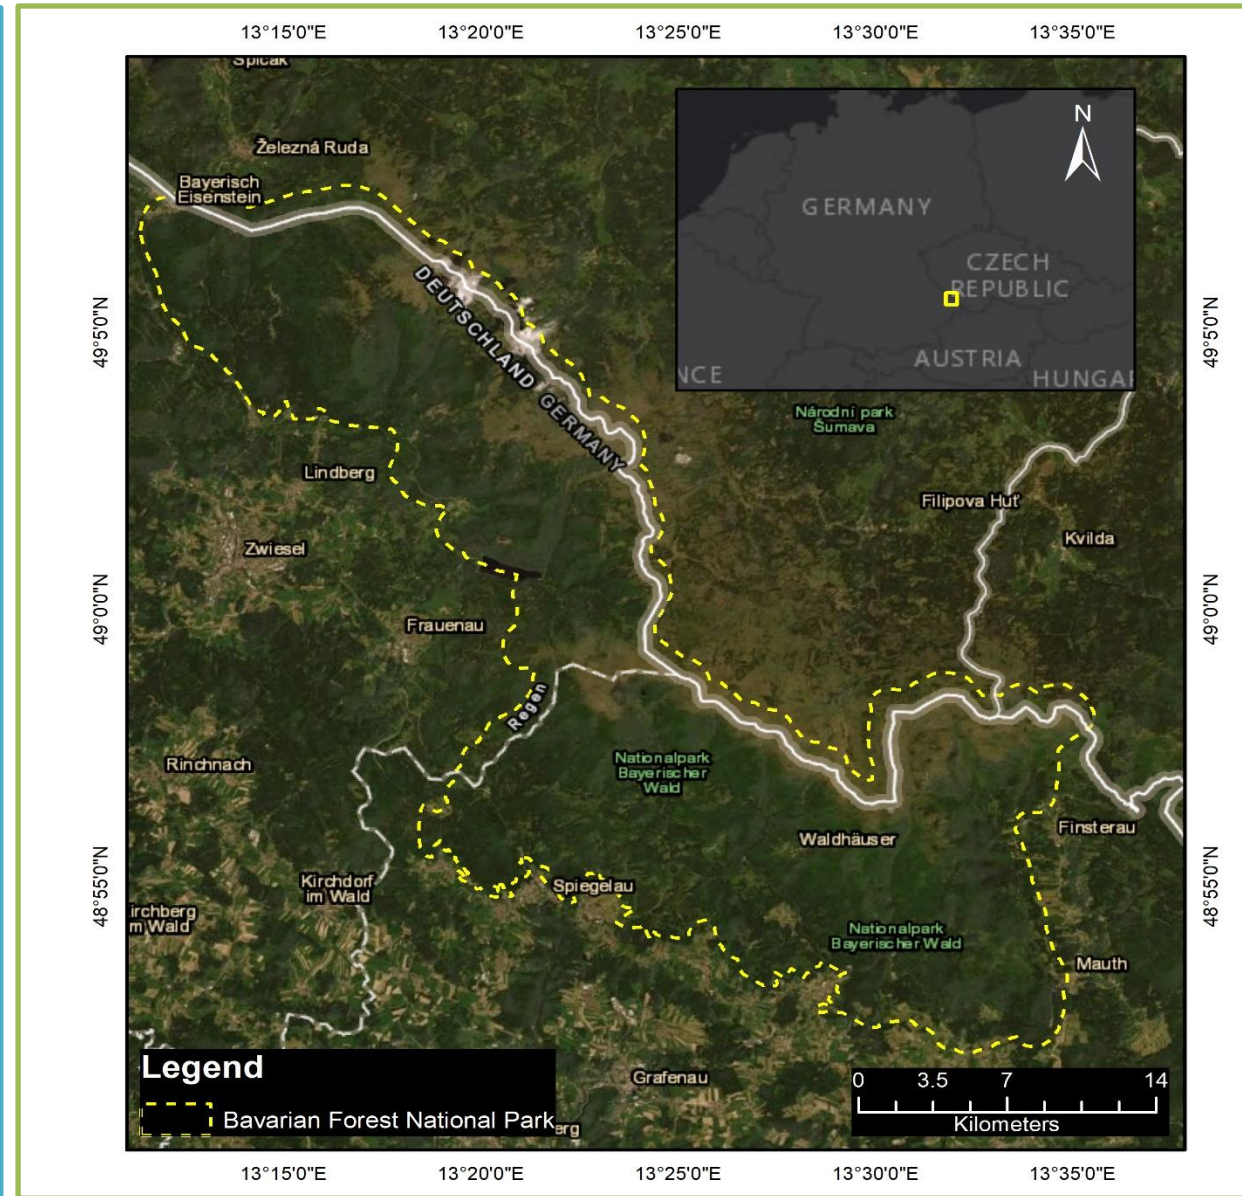 13°15'0"E 13°20'0"E 13°25'0"E 13°30'0"E 13°35'0"E
Špičák
Železná Ruda
Bayerisch
Eisenstein
N
GERMANY
CZECH
REPUBLIC
AUSTRIA
NCE
HUNGAR
49°5'0"N
49°5'0"N
DEUTSCHLAND GERMANY
Národní park
Šumava
Lindberg
Filipova Huť
Zwiesel
Kvilda
49°0'0"N
49°0'0"N
Frauenau
Regen
Rinchnach
Nationalpark
Bayerischer
Wald
Waldhäuser
Finsterau
48°55'0"N
48°55'0"N
Kirchdorf
im Wald
Spiegelau
irchberg
m Wald
Nationalpark
Bayerischer Wald
Mauth
Legend
Grafenau
0 3.5 7 14
Kilometers
Bavarian Forest National Park
erg
13°15'0"E 13°20'0"E 13°25'0"E 13°30'0"E 13°35'0"E